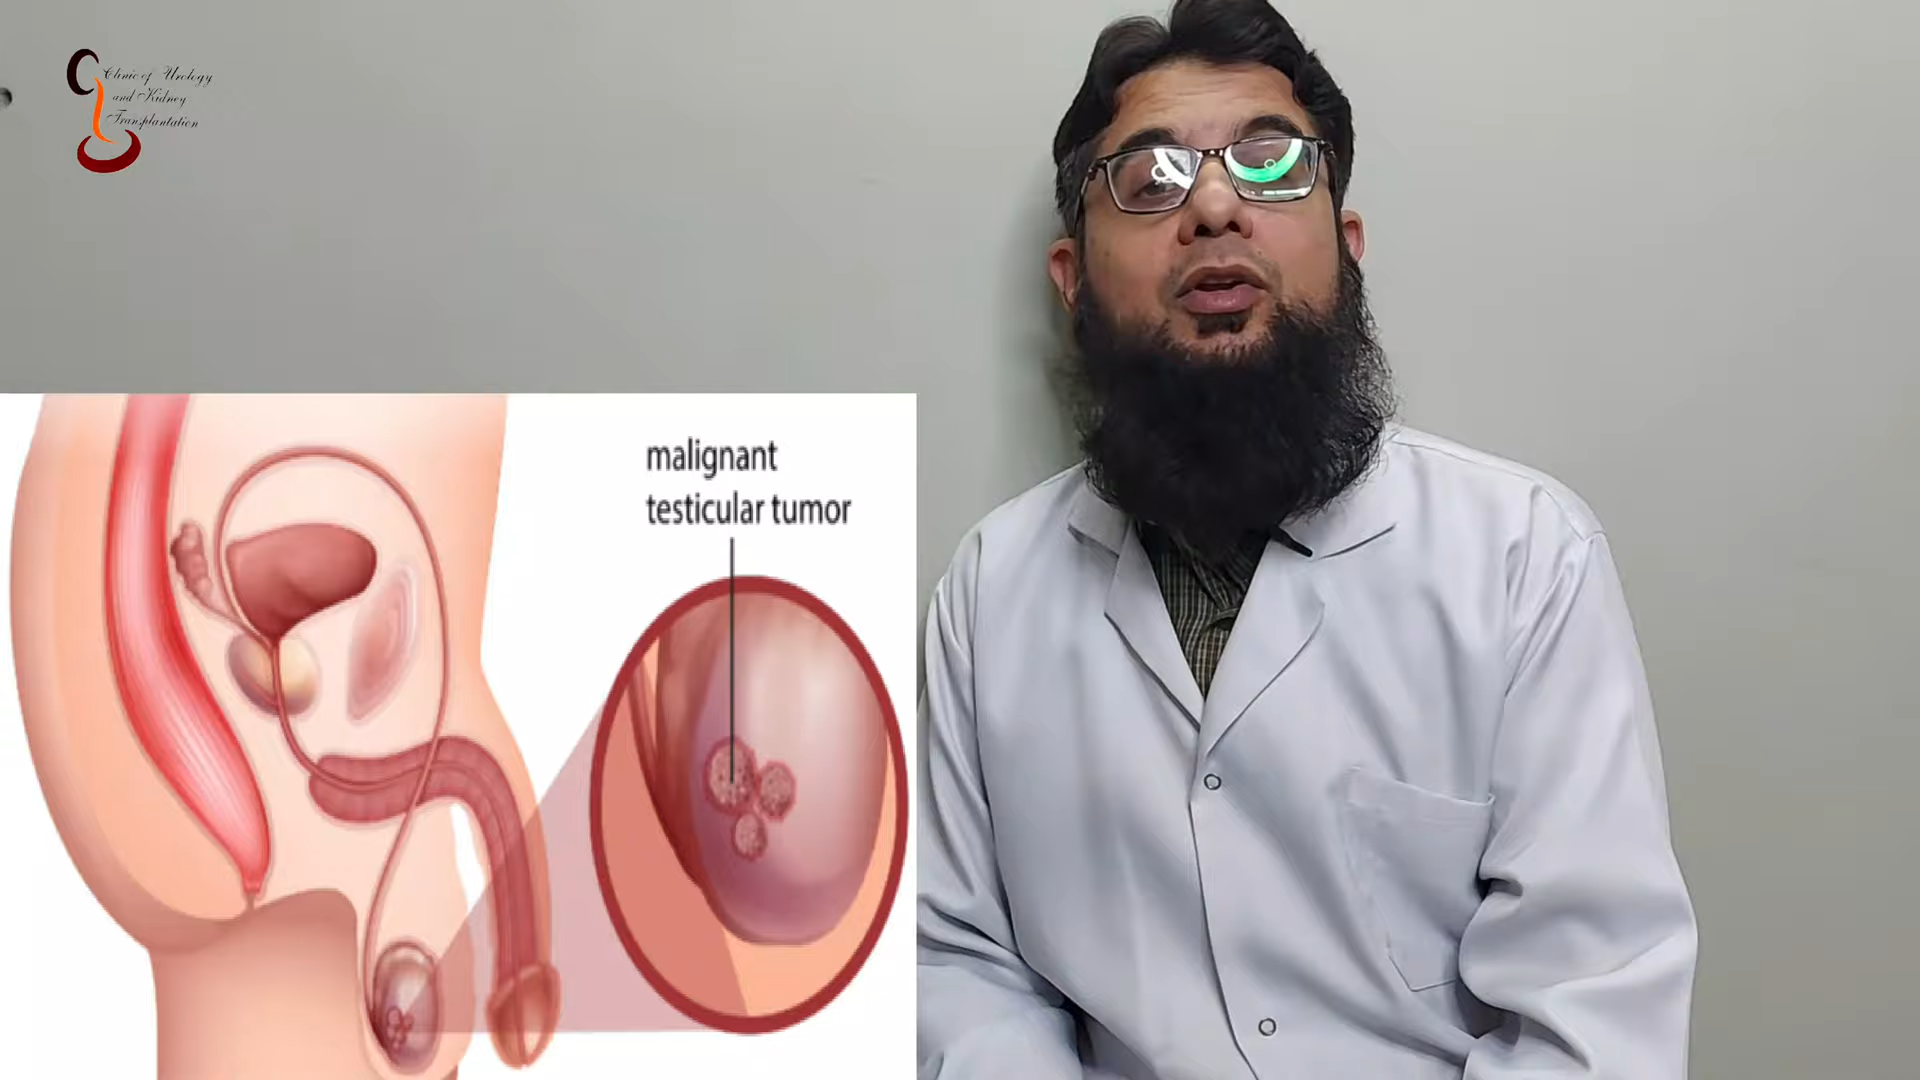 Clinic of Urology
and Kidney
Transplantation
malignant
testicular tumor